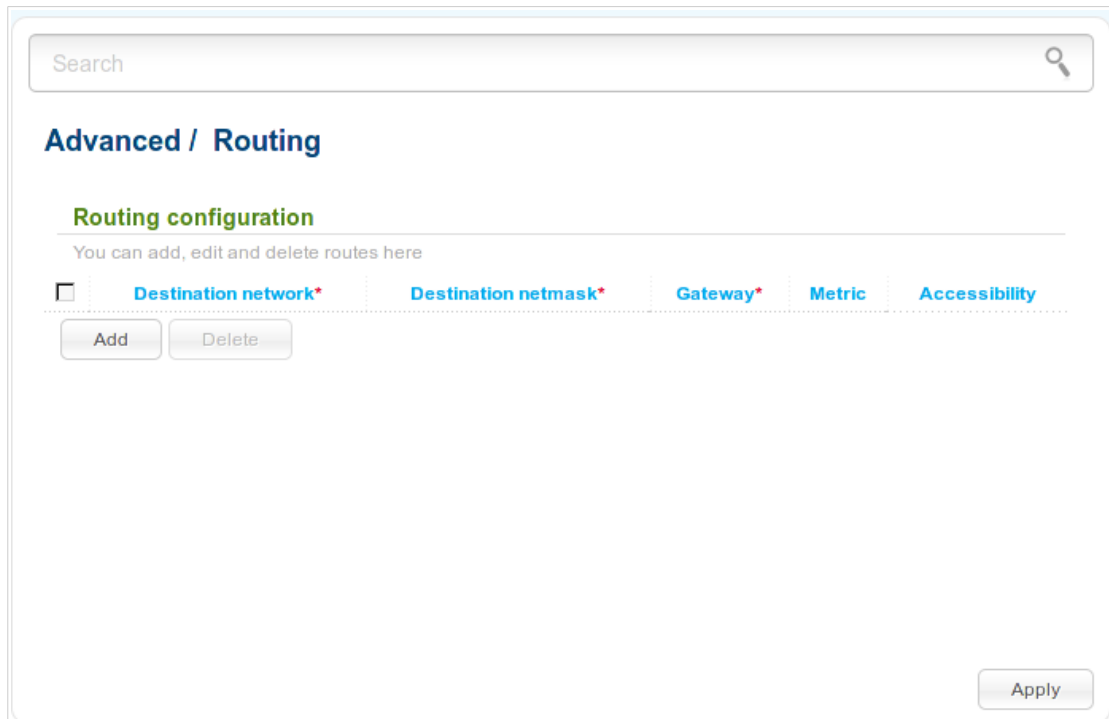 Search
Advanced / Routing
Routing configuration
You can add, edit and delete routes here
Destination network* Destination netmask* Gateway* Metric Accessibility
Add Delete
Apply